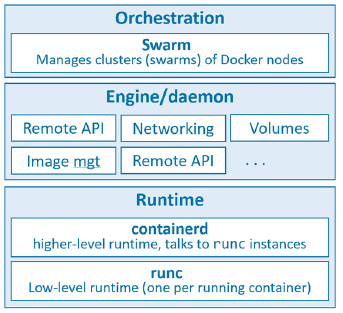 Orchestration
Swarm
Manages clusters (swarms) of Docker nodes
Engine/daemon
Remote API Networking Volumes
Image mgt Remote API . . .
Runtime
containerd
higher-level runtime, talks to runc instances
runc
Low-level runtime (one per running container)